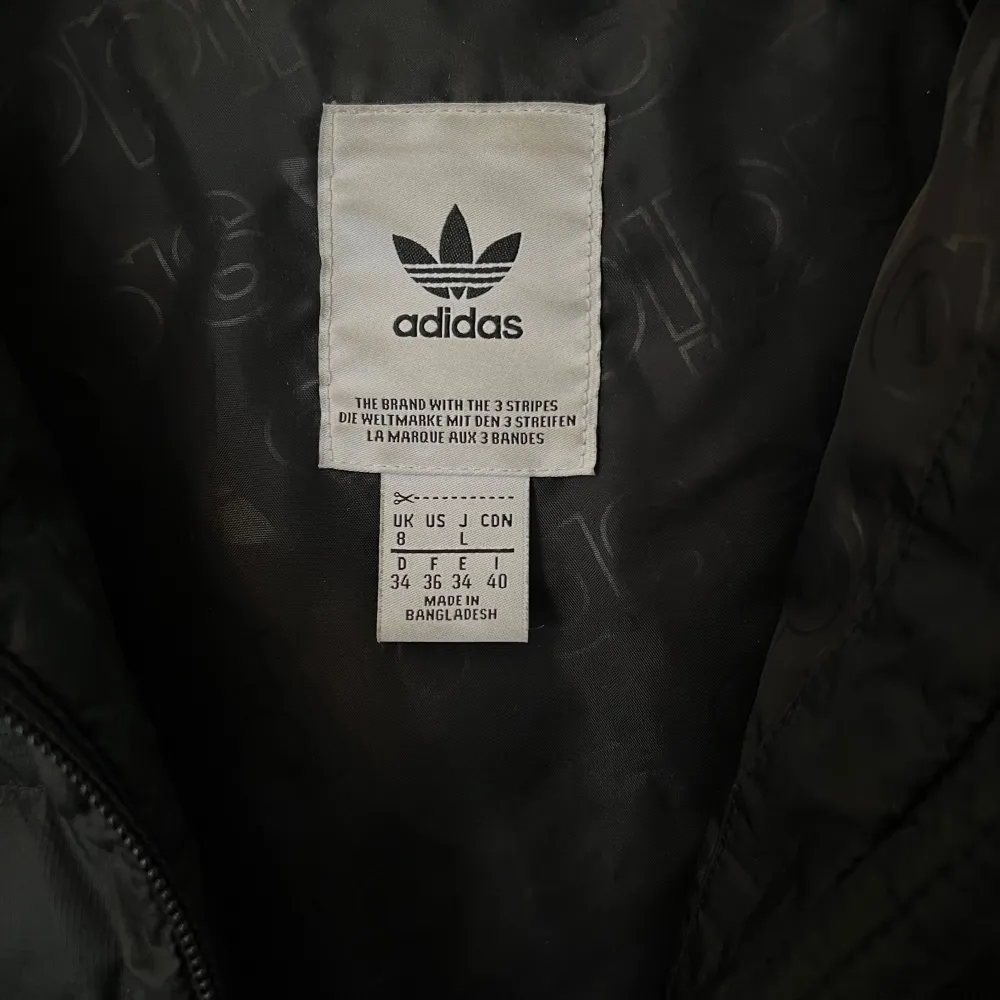 adidas
THE BRAND WITH THE 3 STRIPES
DIE WELTMARKE MIT DEN 3 STREIFEN
LA MARQUE AUX 3 BANDES
UK US J CDN
8 L
D F E I
34 36 34 40
MADE IN
BANGLADESH